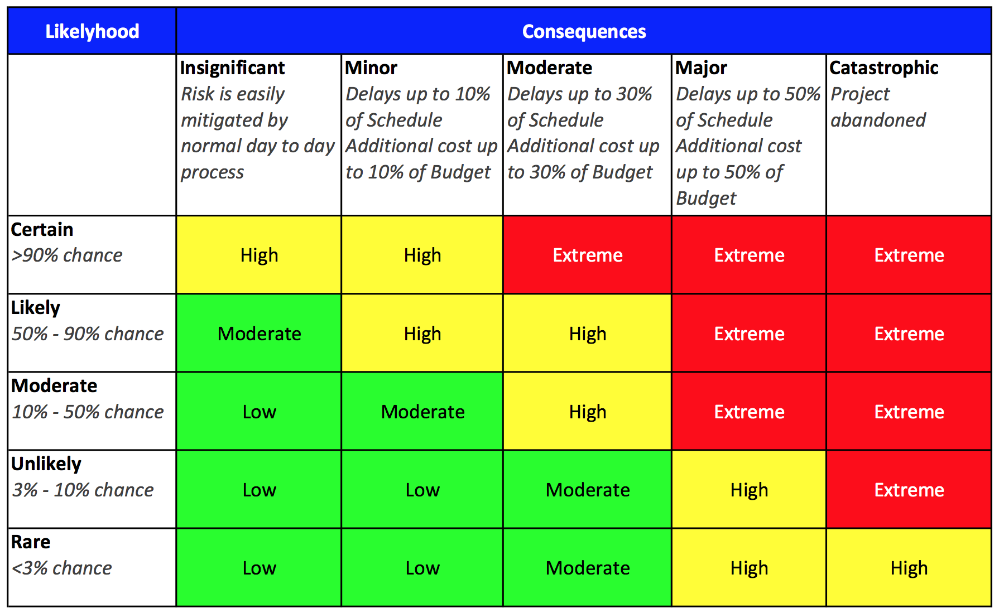 Likelyhood
Consequences
Insignificant
Risk is easily
mitigated by
normal day to day
process
Minor
Delays up to 10%
of Schedule
Additional cost up
to 10% of Budget
Moderate
Delays up to 30%
of Schedule
Additional cost up
to 30% of Budget
Major
Delays up to 50%
of Schedule
Additional cost
up to 50% of
Budget
Catastrophic
Project
abandoned
Certain
>90% chance
High
High
Extreme
Extreme
Extreme
Likely
50% - 90% chance
Moderate
High
High
Extreme
Extreme
Moderate
10% - 50% chance
Low
Moderate
High
Extreme
Extreme
Unlikely
3% - 10% chance
Low
Low
Moderate
High
Extreme
Rare
<3% chance
Low
Low
Moderate
High
High